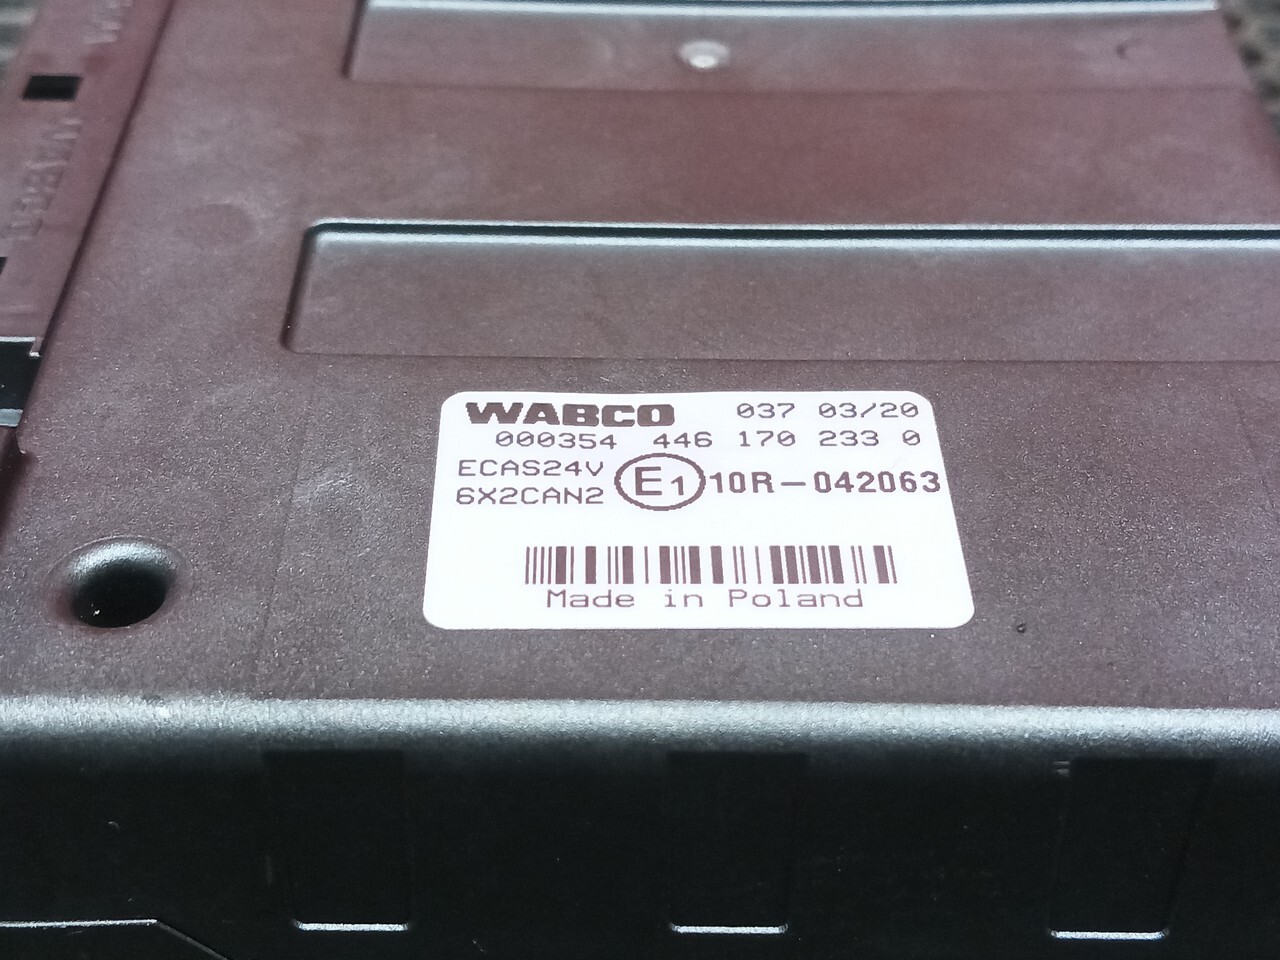 WABCO 037 03/20
000354 446 170 233 0
ECAS24V
6X2CAN2
E1 10R-042063
Made in Poland